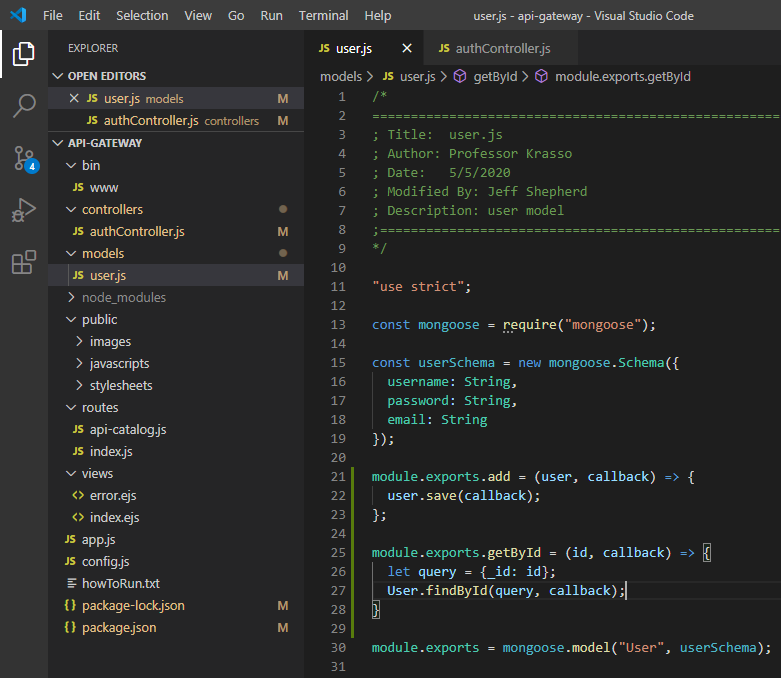 File Edit Selection View Go Run Terminal Help user.js - api-gateway - Visual Studio Code
EXPLORER
OPEN EDITORS
JS user.js models M
JS authController.js controllers M
API-GATEWAY
bin
JS www
controllers
JS authController.js M
models
JS user.js M
node_modules
public
images
javascripts
stylesheets
routes
JS api-catalog.js
JS index.js
views
<> error.ejs
<> index.ejs
JS app.js
JS config.js
howToRun.txt
{} package-lock.json M
{} package.json M
4
JS user.js × JS authController.js
models > JS user.js > getById > module.exports.getById
1 /*
2 =====================================================
3 ; Title:  user.js
4 ; Author: Professor Krasso
5 ; Date:   5/5/2020
6 ; Modified By: Jeff Shepherd
7 ; Description: user model
8 ;====================================================
9 */
10
11 "use strict";
12
13 const mongoose = require("mongoose");
14
15 const userSchema = new mongoose.Schema({
16   username: String,
17   password: String,
18   email: String
19 });
20
21 module.exports.add = (user, callback) => {
22   user.save(callback);
23 };
24
25 module.exports.getById = (id, callback) => {
26   let query = {_id: id};
27   User.findById(query, callback);
28 }
29
30 module.exports = mongoose.model("User", userSchema);
31